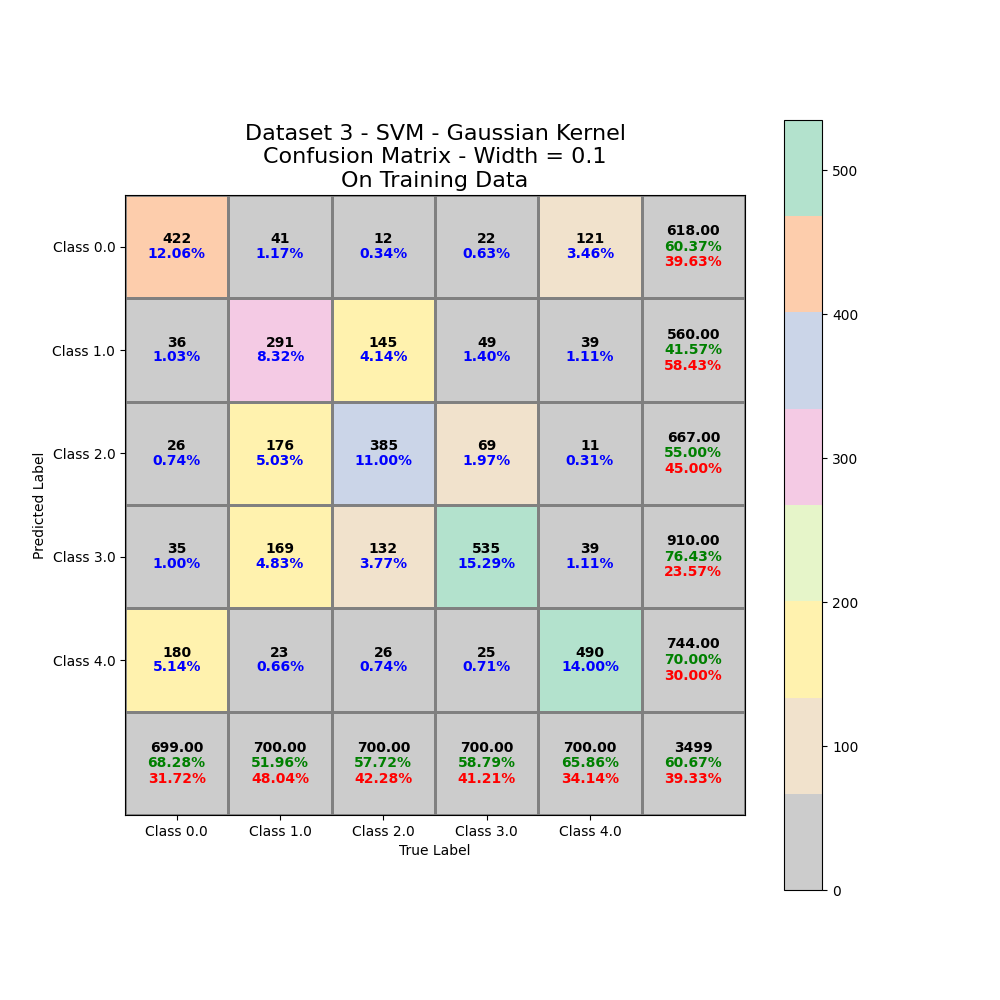 Dataset 3 - SVM - Gaussian Kernel
Confusion Matrix - Width = 0.1
On Training Data
Predicted Label
Class 0.0
422 41 12 22 121 618.00
12.06% 1.17% 0.34% 0.63% 3.46% 60.37%
39.63%
Class 1.0
36 291 145 49 39 560.00
1.03% 8.32% 4.14% 1.40% 1.11% 41.57%
58.43%
Class 2.0
26 176 385 69 11 667.00
0.74% 5.03% 11.00% 1.97% 0.31% 55.00%
45.00%
Class 3.0
35 169 132 535 39 910.00
1.00% 4.83% 3.77% 15.29% 1.11% 76.43%
23.57%
Class 4.0
180 23 26 25 490 744.00
5.14% 0.66% 0.74% 0.71% 14.00% 70.00%
30.00%
699.00 700.00 700.00 700.00 700.00 3499
68.28% 51.96% 57.72% 58.79% 65.86% 60.67%
31.72% 48.04% 42.28% 41.21% 34.14% 39.33%
Class 0.0 Class 1.0 Class 2.0 Class 3.0 Class 4.0
True Label
500
400
300
200
100
0